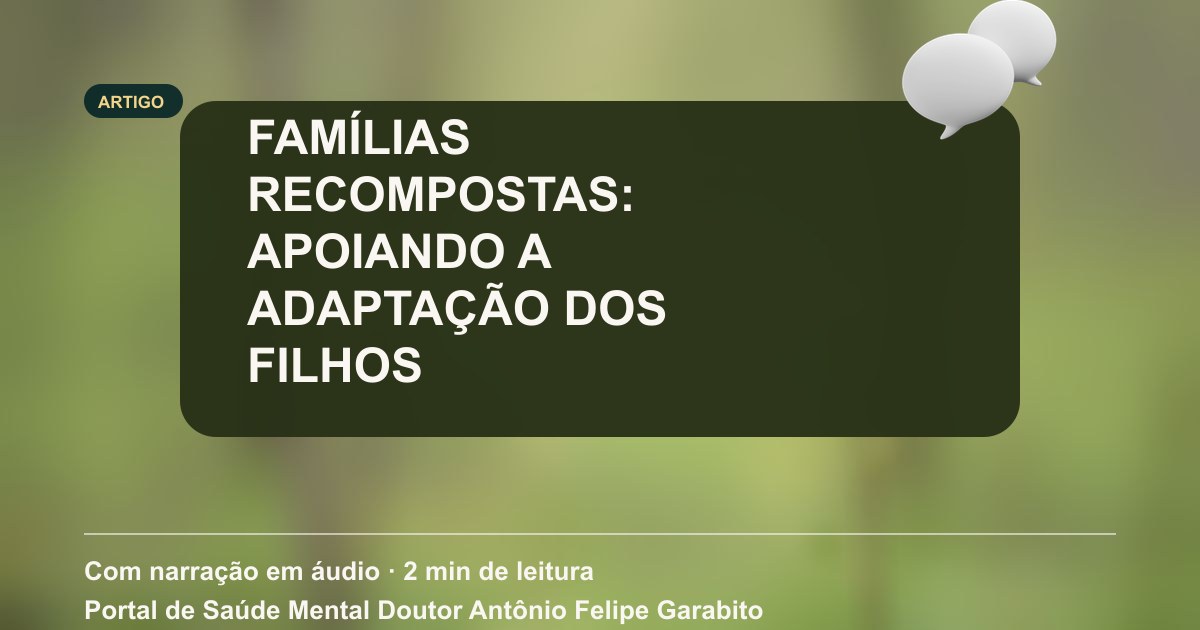 ARTIGO
FAMÍLIAS
RECOMPOSTAS:
APOIANDO A
ADAPTAÇÃO DOS
FILHOS
Com narração em áudio · 2 min de leitura
Portal de Saúde Mental Doutor Antônio Felipe Garabito